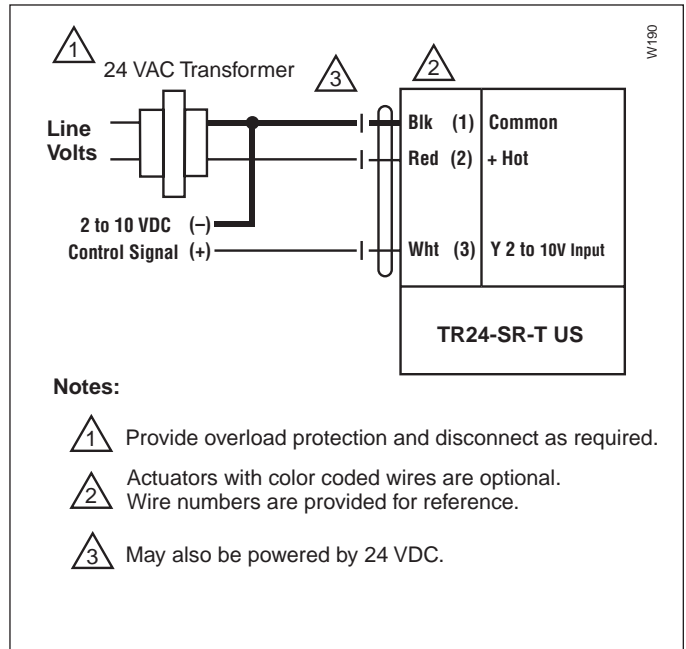 W190
1
24 VAC Transformer
3
2
Line
Volts
Blk (1) Common
Red (2) + Hot
2 to 10 VDC (–)
Control Signal (+)
Wht (3) Y 2 to 10V Input
TR24-SR-T US
Notes:
1 Provide overload protection and disconnect as required.
2 Actuators with color coded wires are optional.
Wire numbers are provided for reference.
3 May also be powered by 24 VDC.